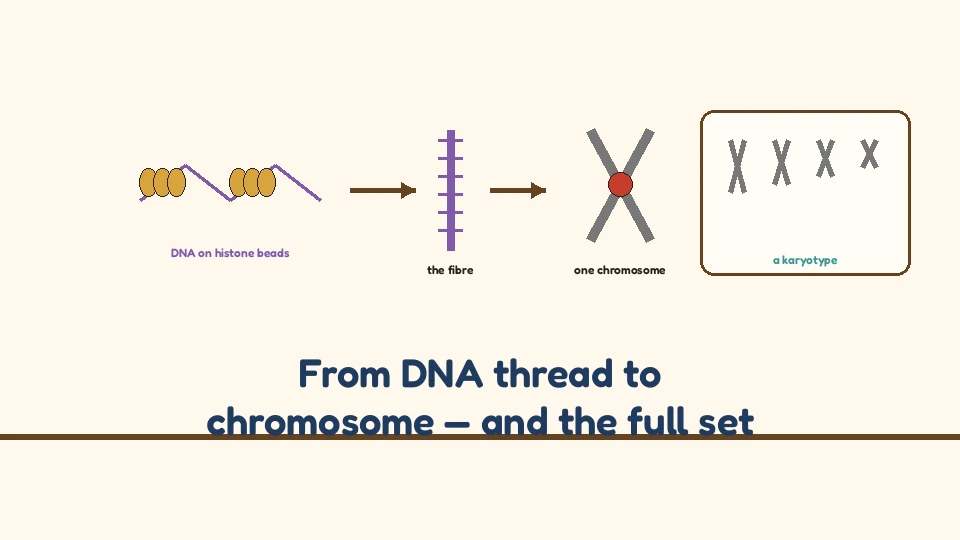 DNA on histone beads
the fibre
one chromosome
a karyotype
From DNA thread to
chromosome — and the full set